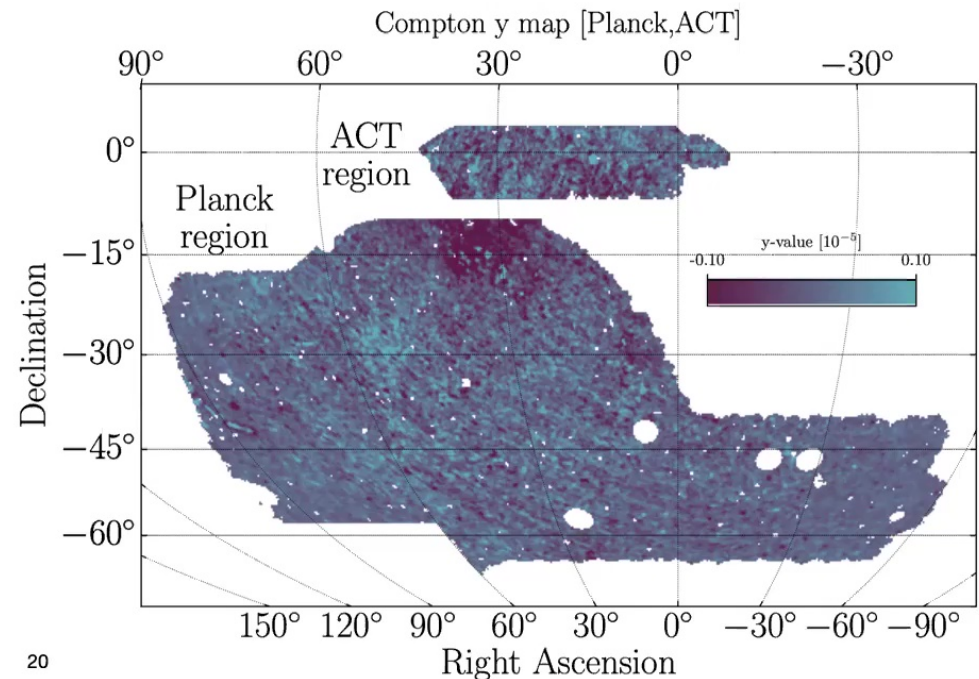 Compton y map [Planck,ACT]
90° 60° 30° 0° −30°
ACT
region
Planck
region
y-value [10⁻⁵]
-0.10 0.10
0°
−15°
−30°
−45°
−60°
Declination
150° 120° 90° 60° 30° 0° −30° −60° −90°
Right Ascension
20